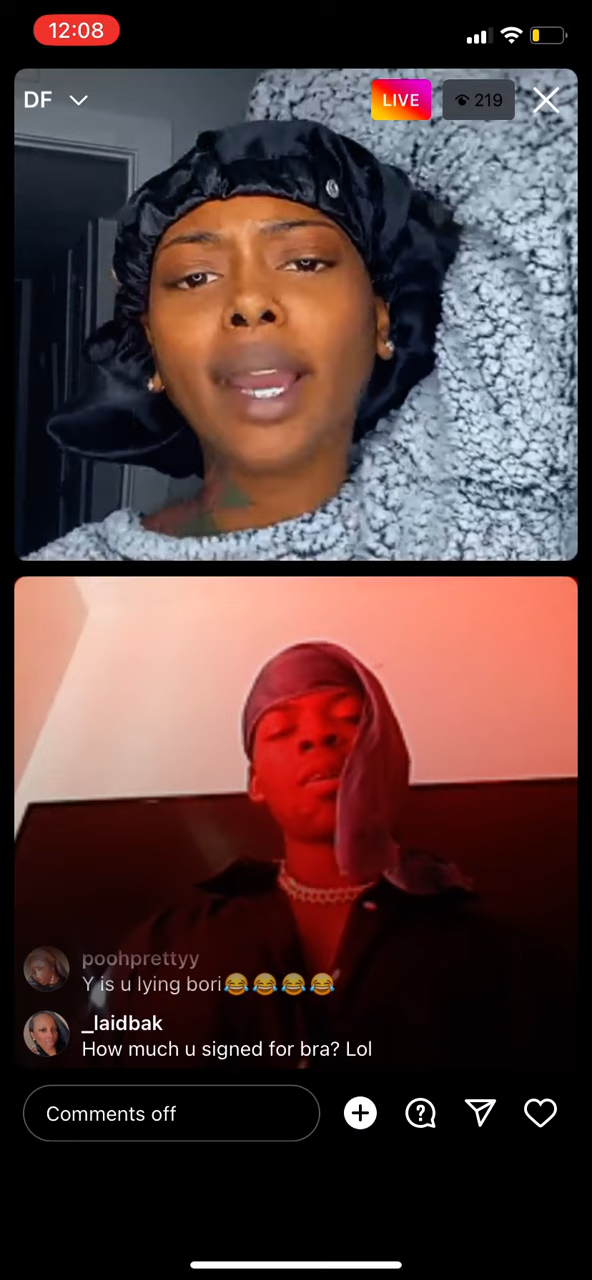 12:08
DF
LIVE
219
poohprettyy
Y is u lying bori😂😂😂😂
_laidbak
How much u signed for bra? Lol
Comments off